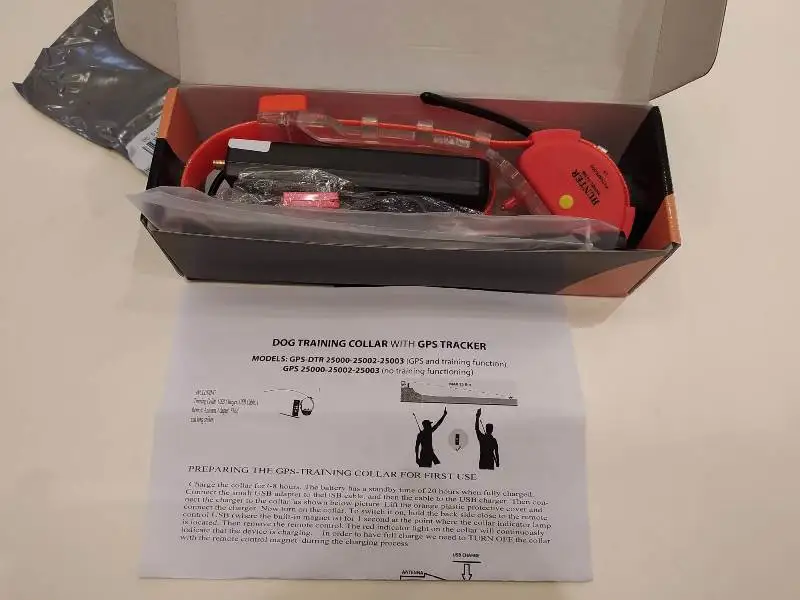 HUNTER
DOG TRAINING COLLAR WITH GPS TRACKER
MODELS: GPS-DTR 25000-25002-25003 (GPS and training function)
GPS 25000-25002-25003 (no training functioning)
PREPARING THE GPS-TRAINING COLLAR FOR FIRST USE
Charge the collar for 6-8 hours. The battery has a standby time of 20 hours when fully charged.
Connect the small USB adapter to the USB cable, and then the cable to the USB charger. Then con-
nect the charger to the collar as shown below picture. Lift the orange plastic protective cover and
connect the charger. Now turn on the collar. To switch it on, hold the back side close to the remote
control USB (where the built-in magnet is) for 1 second at the point where the collar indicator lamp
is located. Then remove the remote control. The red indicator light on the collar will continuously
indicate that the device is charging. In order to have full charge we need to TURN OFF the collar
with the remote control magnet durring the charging process
USB CHARGE
ANTENNA